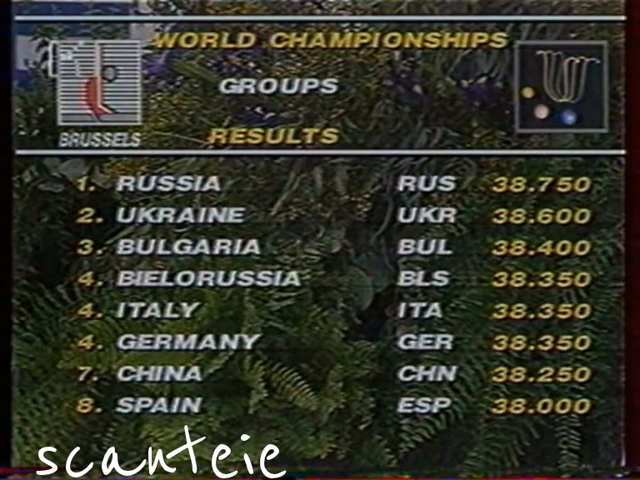 WORLD CHAMPIONSHIPS
GROUPS
BRUSSELS
RESULTS
1. RUSSIA RUS 38.750
2. UKRAINE UKR 38.600
3. BULGARIA BUL 38.400
4. BIELORUSSIA BLS 38.350
4. ITALY ITA 38.350
4. GERMANY GER 38.350
7. CHINA CHN 38.250
8. SPAIN ESP 38.000
scanteie